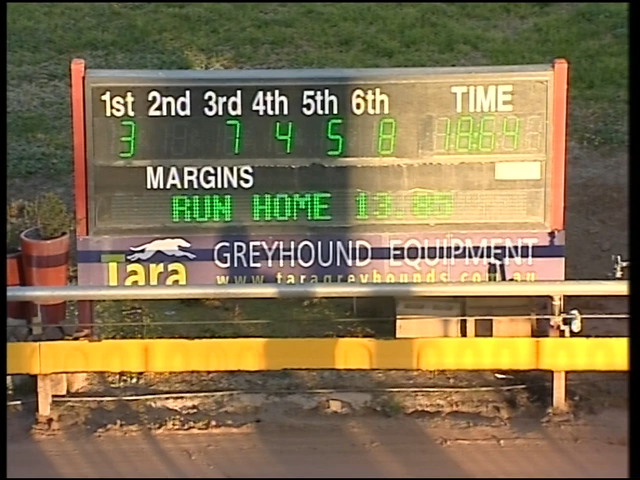 1st 2nd 3rd 4th 5th 6th TIME
3 7 4 5 8 18:64
MARGINS
RUN HOME 13.80
Tara GREYHOUND EQUIPMENT
www.taragreyhounds.com.au